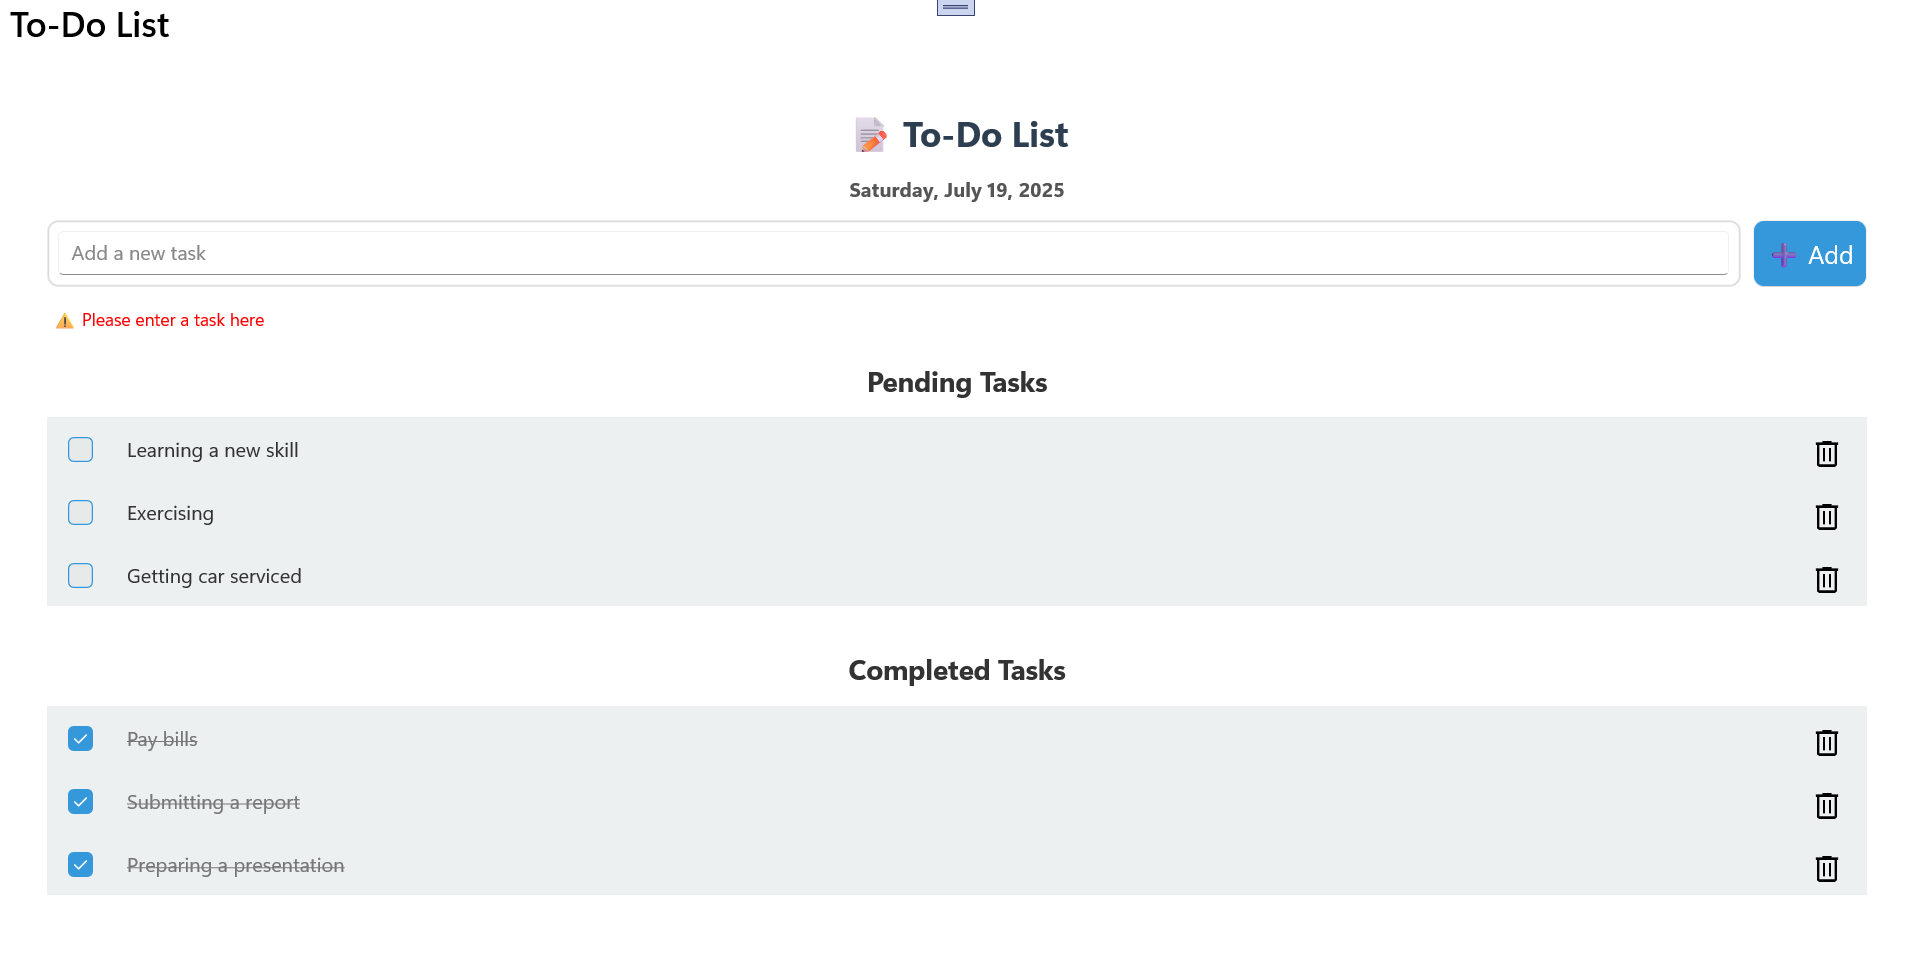 To-Do List
📝 To-Do List
Saturday, July 19, 2025
Add a new task
➕ Add
⚠️ Please enter a task here
Pending Tasks
Learning a new skill
Exercising
Getting car serviced
Completed Tasks
Pay bills
Submitting a report
Preparing a presentation